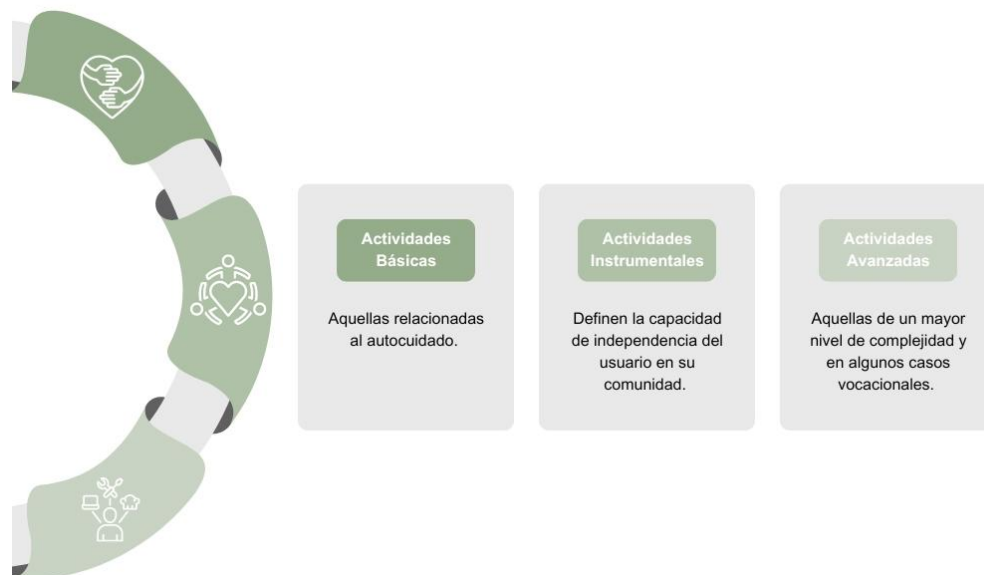 Actividades
Básicas
Aquellas relacionadas
al autocuidado.
Actividades
Instrumentales
Definen la capacidad
de independencia del
usuario en su
comunidad.
Actividades
Avanzadas
Aquellas de un mayor
nivel de complejidad y
en algunos casos
vocacionales.